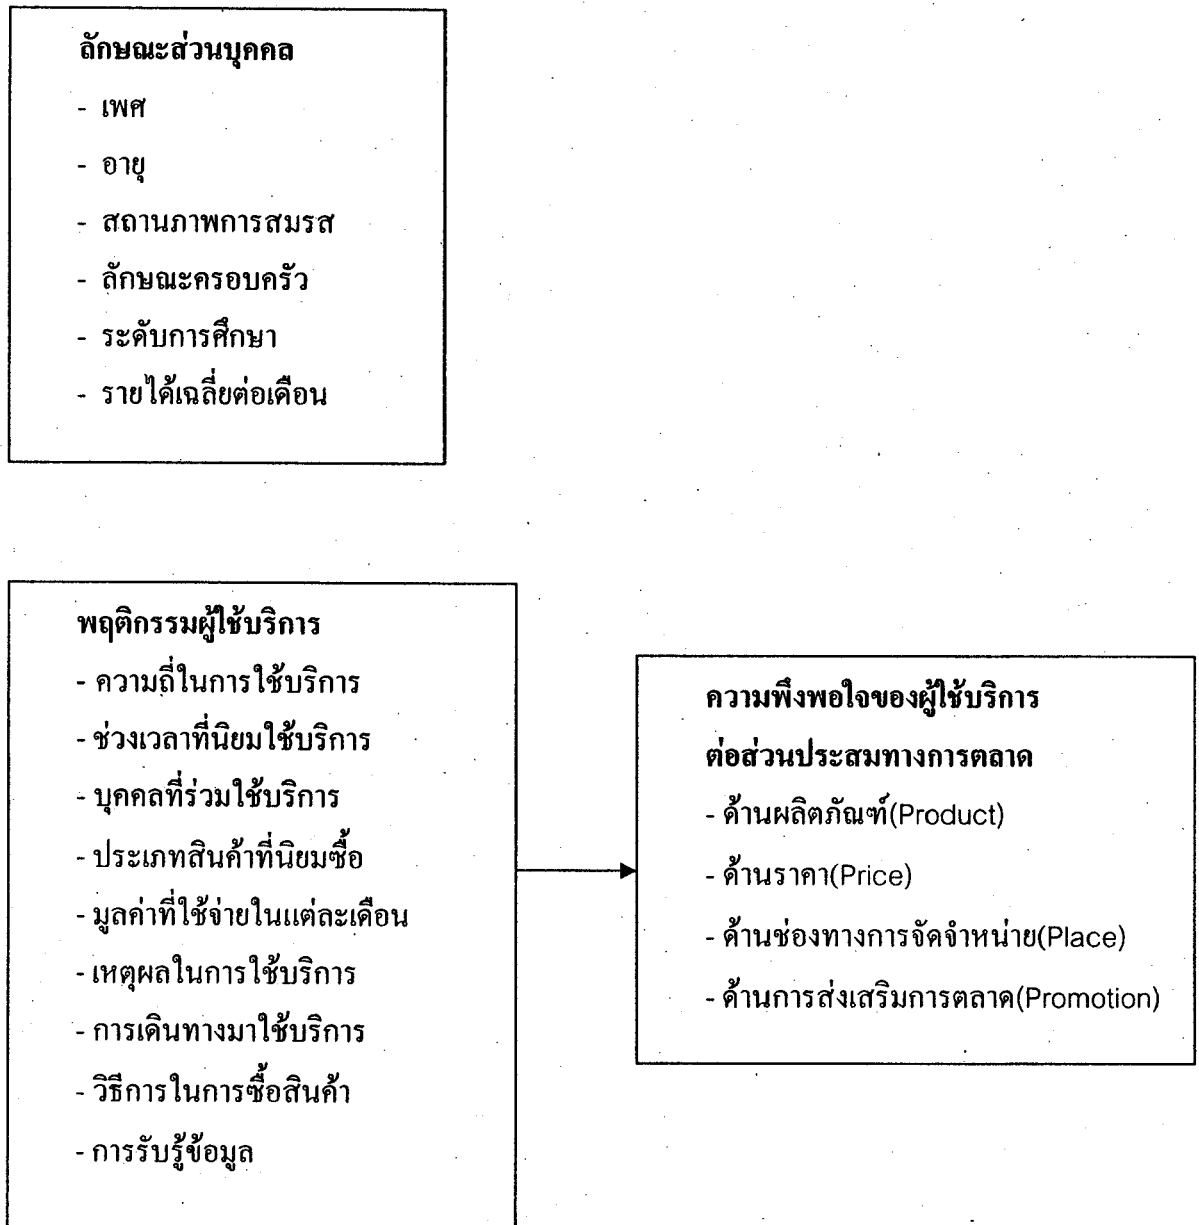 ลักษณะส่วนบุคคล
- เพศ
- อายุ
- สถานภาพการสมรส
- ลักษณะครอบครัว
- ระดับการศึกษา
- รายได้เฉลี่ยต่อเดือน
พฤติกรรมผู้ใช้บริการ
- ความถี่ในการใช้บริการ
- ช่วงเวลาที่นิยมใช้บริการ
- บุคคลที่ร่วมใช้บริการ
- ประเภทสินค้าที่นิยมซื้อ
- มูลค่าที่ใช้จ่ายในแต่ละเดือน
- เหตุผลในการใช้บริการ
- การเดินทางมาใช้บริการ
- วิธีการในการซื้อสินค้า
- การรับรู้ข้อมูล
ความพึงพอใจของผู้ใช้บริการ
ต่อส่วนประสมทางการตลาด
- ด้านผลิตภัณฑ์(Product)
- ด้านราคา(Price)
- ด้านช่องทางการจัดจำหน่าย(Place)
- ด้านการส่งเสริมการตลาด(Promotion)